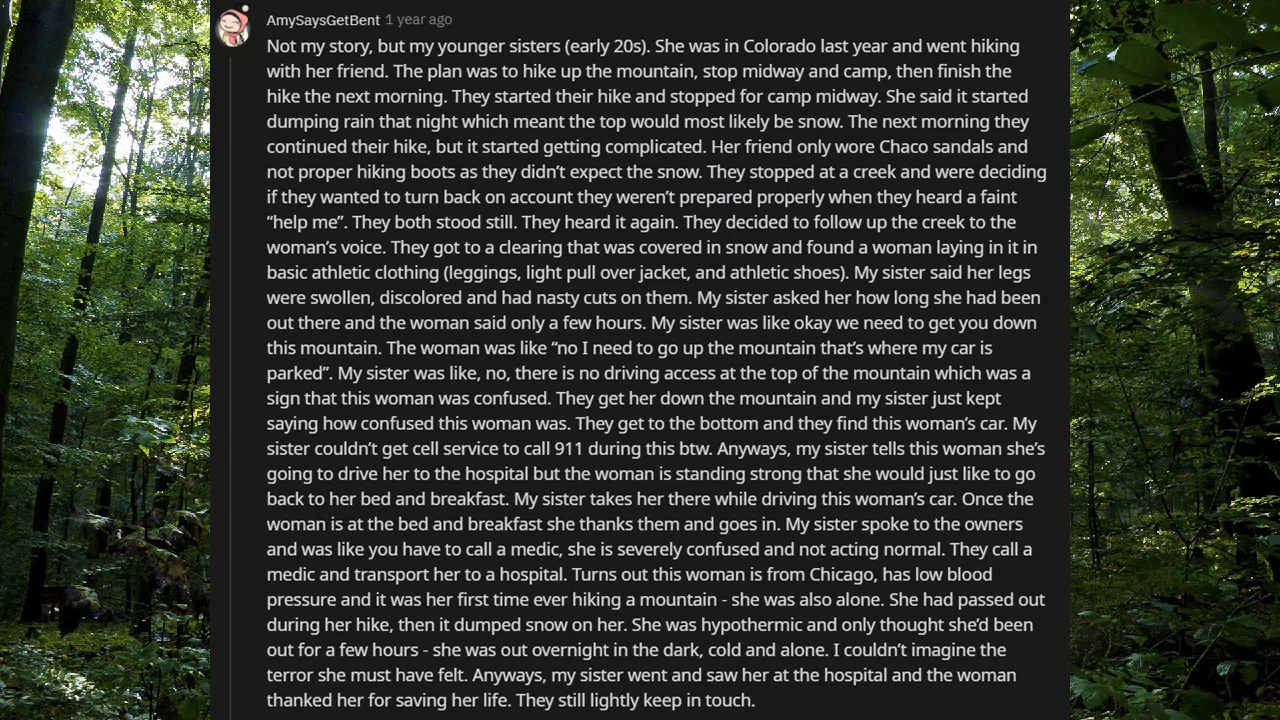 AmySaysGetBent 1 year ago
Not my story, but my younger sisters (early 20s). She was in Colorado last year and went hiking
with her friend. The plan was to hike up the mountain, stop midway and camp, then finish the
hike the next morning. They started their hike and stopped for camp midway. She said it started
dumping rain that night which meant the top would most likely be snow. The next morning they
continued their hike, but it started getting complicated. Her friend only wore Chaco sandals and
not proper hiking boots as they didn’t expect the snow. They stopped at a creek and were deciding
if they wanted to turn back on account they weren’t prepared properly when they heard a faint
“help me”. They both stood still. They heard it again. They decided to follow up the creek to the
woman’s voice. They got to a clearing that was covered in snow and found a woman laying in it in
basic athletic clothing (leggings, light pull over jacket, and athletic shoes). My sister said her legs
were swollen, discolored and had nasty cuts on them. My sister asked her how long she had been
out there and the woman said only a few hours. My sister was like okay we need to get you down
this mountain. The woman was like “no I need to go up the mountain that’s where my car is
parked”. My sister was like, no, there is no driving access at the top of the mountain which was a
sign that this woman was confused. They get her down the mountain and my sister just kept
saying how confused this woman was. They get to the bottom and they find this woman’s car. My
sister couldn’t get cell service to call 911 during this btw. Anyways, my sister tells this woman she’s
going to drive her to the hospital but the woman is standing strong that she would just like to go
back to her bed and breakfast. My sister takes her there while driving this woman’s car. Once the
woman is at the bed and breakfast she thanks them and goes in. My sister spoke to the owners
and was like you have to call a medic, she is severely confused and not acting normal. They call a
medic and transport her to a hospital. Turns out this woman is from Chicago, has low blood
pressure and it was her first time ever hiking a mountain - she was also alone. She had passed out
during her hike, then it dumped snow on her. She was hypothermic and only thought she’d been
out for a few hours - she was out overnight in the dark, cold and alone. I couldn’t imagine the
terror she must have felt. Anyways, my sister went and saw her at the hospital and the woman
thanked her for saving her life. They still lightly keep in touch.